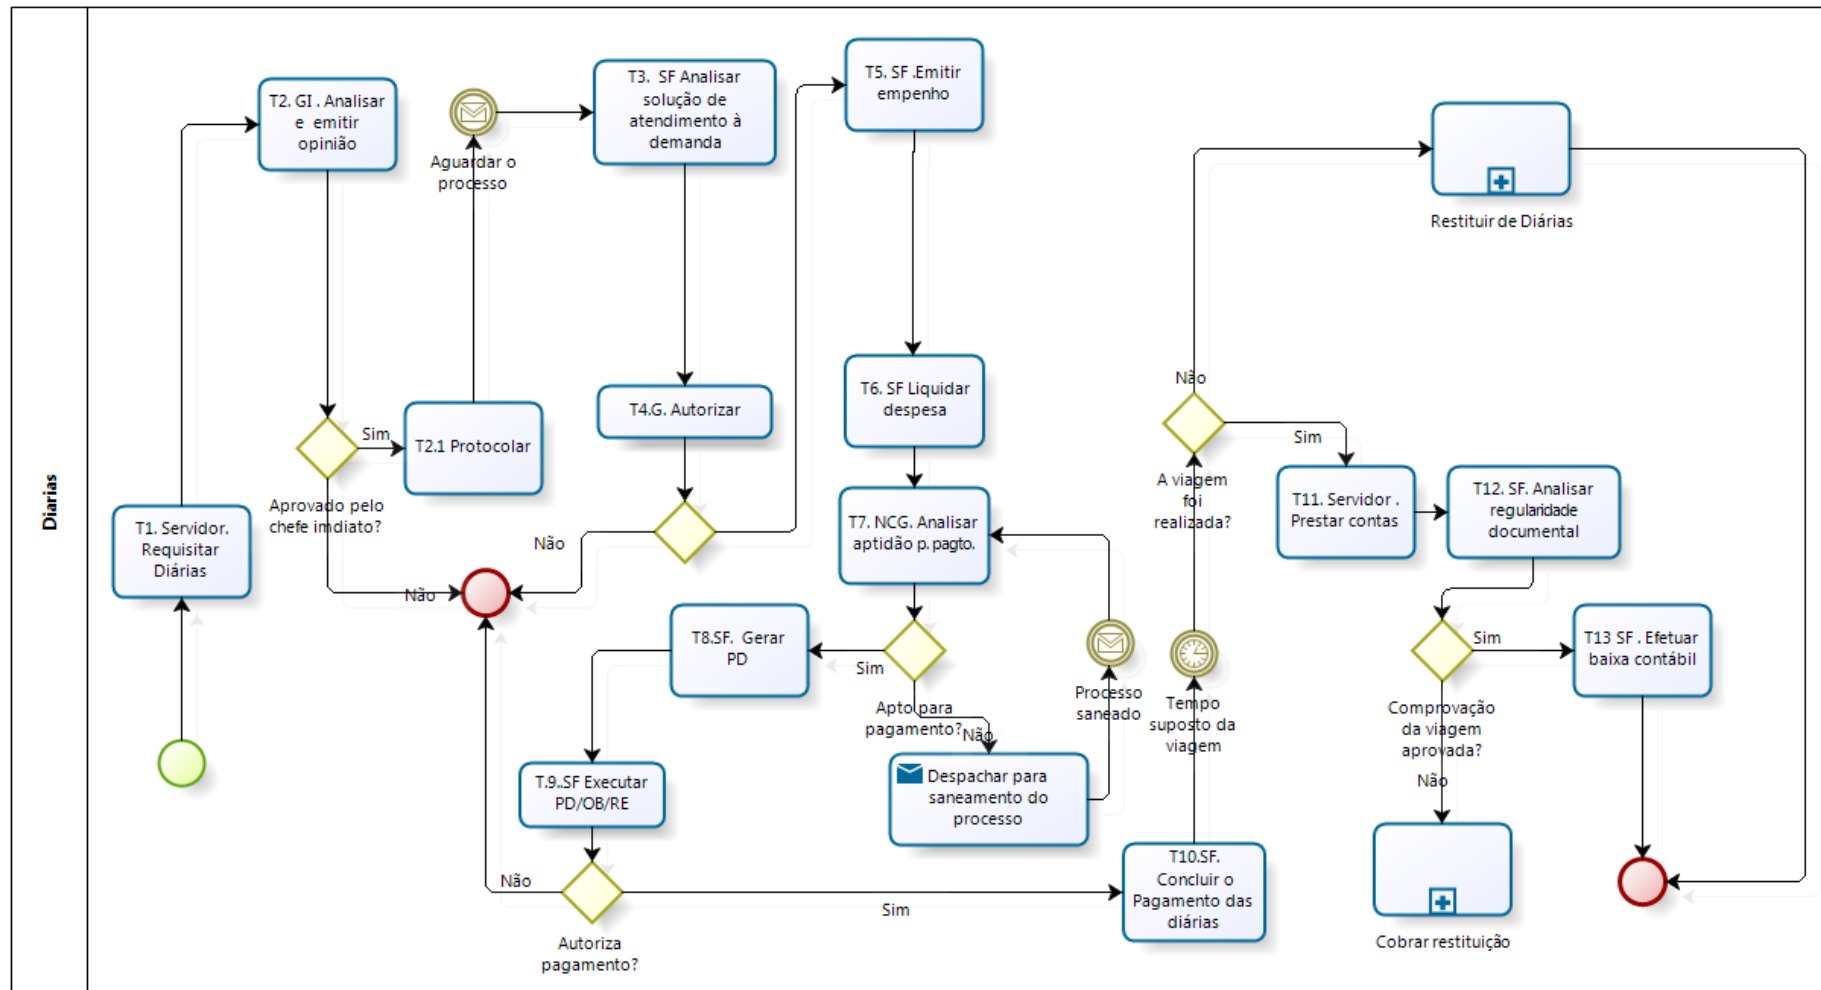 Diarias
T1. Servidor.
Requisitar
Diárias
T2. GI . Analisar
e emitir
opinião
Aprovado pelo
chefe imdiato?
Sim
Não
T2.1 Protocolar
Aguardar o
processo
T3. SF Analisar
solução de
atendimento à
demanda
T4.G. Autorizar
Não
T5. SF .Emitir
empenho
T6. SF Liquidar
despesa
T7. NCG. Analisar
aptidão p. pagto.
Apto para
pagamento?
Sim
Não
Despachar para
saneamento do
processo
Processo
saneado
T8.SF. Gerar
PD
T.9..SF Executar
PD/OB/RE
Autoriza
pagamento?
Não
Sim
T10.SF.
Concluir o
Pagamento das
diárias
Tempo
suposto da
viagem
A viagem
foi
realizada?
Não
Sim
Restituir de Diárias
T11. Servidor .
Prestar contas
T12. SF. Analisar
regularidade
documental
Comprovação
da viagem
aprovada?
Sim
Não
T13 SF . Efetuar
baixa contábil
Cobrar restituição